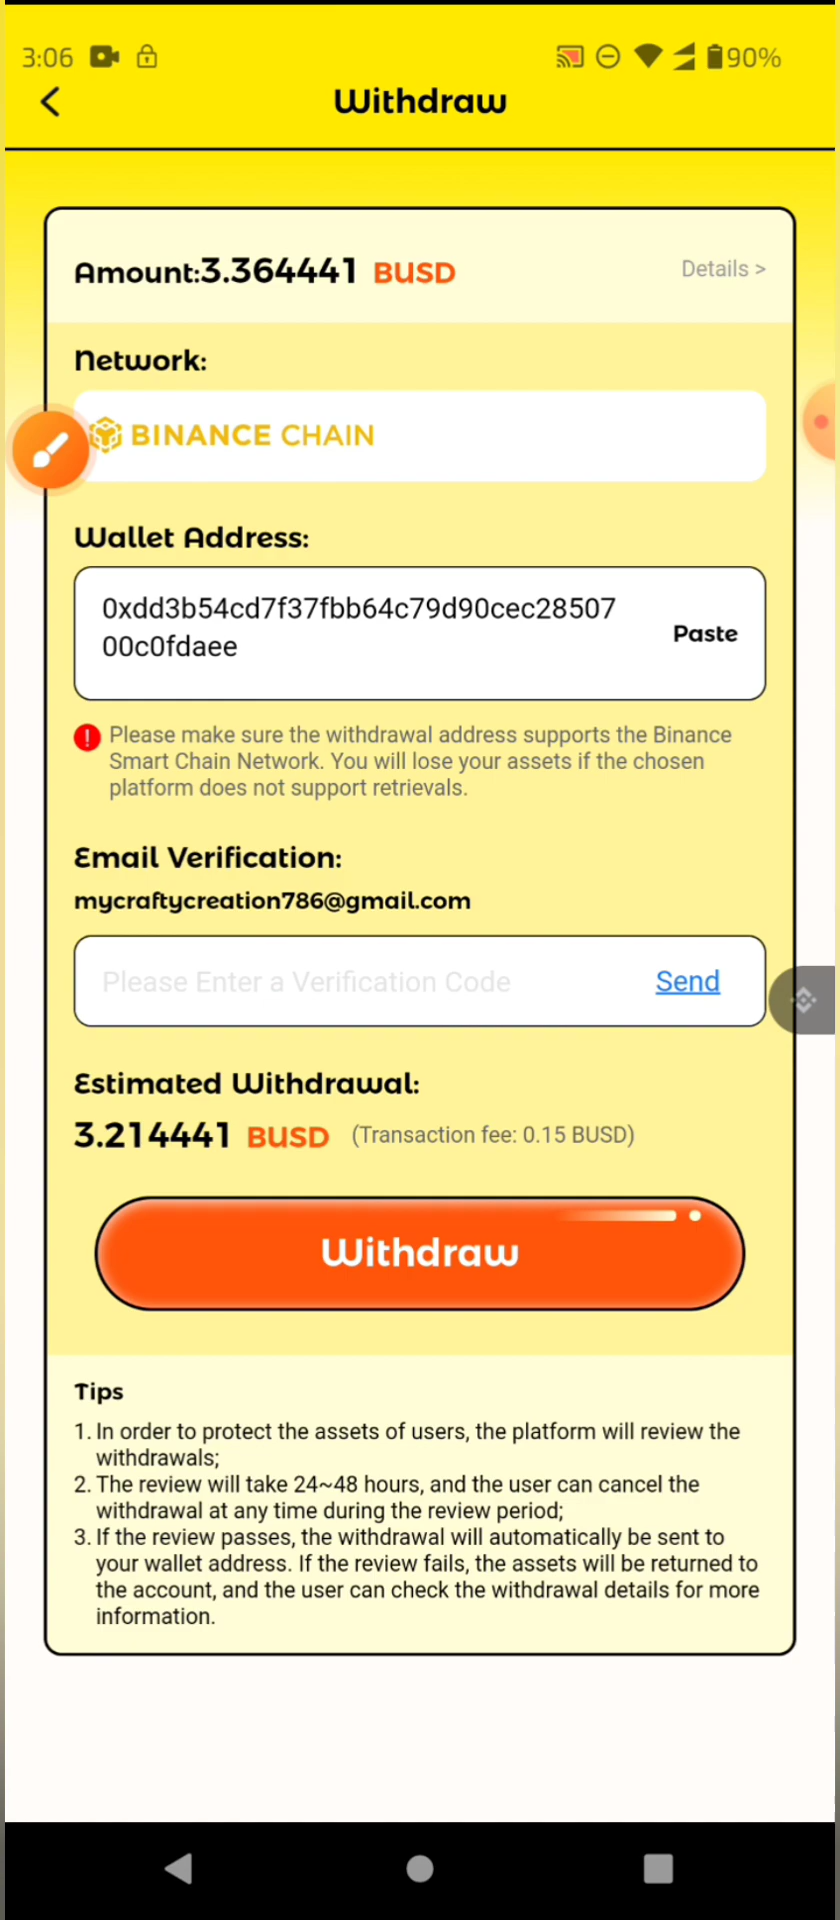 3:06
90%
Withdraw
Amount:3.364441 BUSD
Details >
Network:
BINANCE CHAIN
Wallet Address:
0xdd3b54cd7f37fbb64c79d90cec28507
00c0fdaee
Paste
Please make sure the withdrawal address supports the Binance
Smart Chain Network. You will lose your assets if the chosen
platform does not support retrievals.
Email Verification:
mycraftycreation786@gmail.com
Please Enter a Verification Code
Send
Estimated Withdrawal:
3.214441 BUSD (Transaction fee: 0.15 BUSD)
Withdraw
Tips
1. In order to protect the assets of users, the platform will review the
withdrawals;
2. The review will take 24~48 hours, and the user can cancel the
withdrawal at any time during the review period;
3. If the review passes, the withdrawal will automatically be sent to
your wallet address. If the review fails, the assets will be returned to
the account, and the user can check the withdrawal details for more
information.